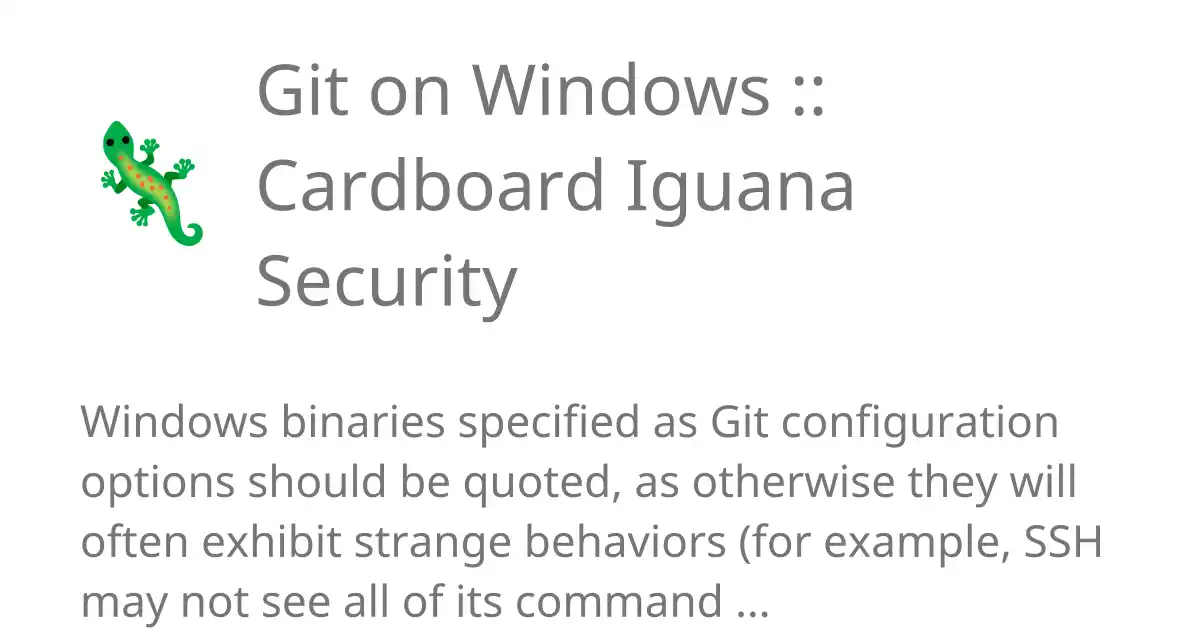 Git on Windows ::
Cardboard Iguana
Security
Windows binaries specified as Git configuration
options should be quoted, as otherwise they will
often exhibit strange behaviors (for example, SSH
may not see all of its command ...